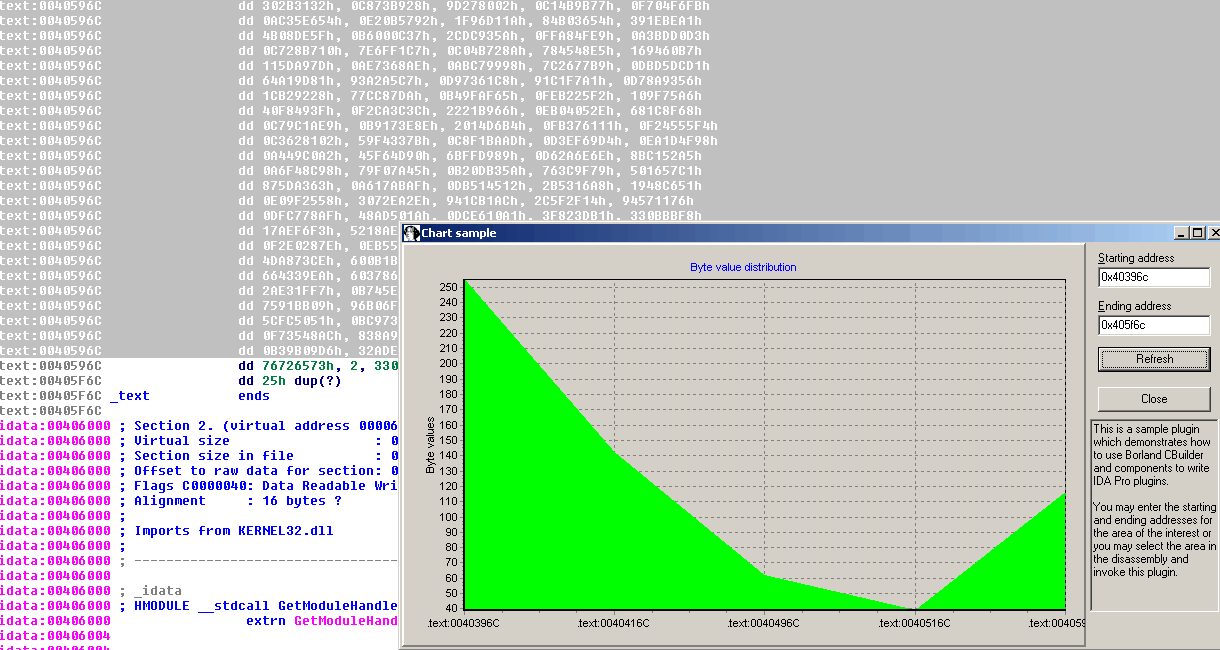 text:0040596C dd 302B3132h, 0C873B928h, 9D278002h, 0C14B9B77h, 0F704F6FBh
text:0040596C dd 0AC35E654h, 0E20B5792h, 1F96D11Ah, 84B03654h, 391EBEA1h
text:0040596C dd 4B08DE5Fh, 0B6000C37h, 2CDC935Ah, 0FFA84FE9h, 0A3BDD0D3h
text:0040596C dd 0C728B710h, 7E6FF1C7h, 0C04B728Ah, 784548E5h, 169460B7h
text:0040596C dd 115DA97Dh, 0AE7368AEh, 0ABC79998h, 7C2677B9h, 0DBD5DCD1h
text:0040596C dd 64A19D81h, 93A2A5C7h, 0D97361C8h, 91C1F7A1h, 0D78A9356h
text:0040596C dd 1CB29228h, 77CC87DAh, 0B49FAF65h, 0FEB225F2h, 109F75A6h
text:0040596C dd 40F8493Fh, 0F2CA3C3Ch, 2221B966h, 0EB04052Eh, 681C8F68h
text:0040596C dd 0C79C1AE9h, 0B9173E8Eh, 2014D6B4h, 0FB376111h, 0F24555F4h
text:0040596C dd 0C3628102h, 59F4337Bh, 0C8F1BAADh, 0D3EF69D4h, 0EA1D4F98h
text:0040596C dd 0A449C0A2h, 45F64D90h, 6BFFD989h, 0D62A6E6Eh, 8BC152A5h
text:0040596C dd 0A6F48C98h, 79F07A45h, 0B20DB35Ah, 763C9F79h, 501657C1h
text:0040596C dd 875DA363h, 0A617ABAFh, 0DB514512h, 2B5316A8h, 1948C651h
text:0040596C dd 0E09F2558h, 3072EA2Eh, 941CB1ACh, 2C5F2F14h, 94571176h
text:0040596C dd 0DFC778AFh, 48AD501Ah, 0DCE610A1h, 3F823DB1h, 330BBBF8h
text:0040596C dd 17AEF6F3h, 5218AE
text:0040596C dd 0F2E0287Eh, 0EB55
text:0040596C dd 4DA873CEh, 600B1B
text:0040596C dd 664339EAh, 603786
text:0040596C dd 2AE31FF7h, 0B745E
text:0040596C dd 7591BB09h, 96B06F
text:0040596C dd 5CFC5051h, 0BC973
text:0040596C dd 0F73548ACh, 838A9
text:0040596C dd 0B39B09D6h, 32ADE
text:0040596C dd 76726573h, 2, 330
text:00405F6C dd 25h dup(?)
text:00405F6C _text ends
text:00405F6C
idata:00406000 ; Section 2. (virtual address 00006
idata:00406000 ; Virtual size : 0
idata:00406000 ; Section size in file : 0
idata:00406000 ; Offset to raw data for section: 0
idata:00406000 ; Flags C0000040: Data Readable Wri
idata:00406000 ; Alignment : 16 bytes ?
idata:00406000 ;
idata:00406000 ; Imports from KERNEL32.dll
idata:00406000 ;
idata:00406000 ; ----------------------------------
idata:00406000
idata:00406000 ; _idata
idata:00406000 ; HMODULE __stdcall GetModuleHandle
idata:00406000 extrn GetModuleHand
idata:00406004
idata:00406004
Chart sample
Byte value distribution
Byte values
250
240
230
220
210
200
190
180
170
160
150
140
130
120
110
100
90
80
70
60
50
40
.text:0040396C .text:0040416C .text:0040496C .text:0040516C .text:004059
Starting address
0x40396c
Ending address
0x405f6c
Refresh
Close
This is a sample plugin
which demonstrates how
to use Borland CBuilder
and components to write
IDA Pro plugins.
You may enter the starting
and ending addresses for
the area of the interest or
you may select the area in
the disassembly and
invoke this plugin.